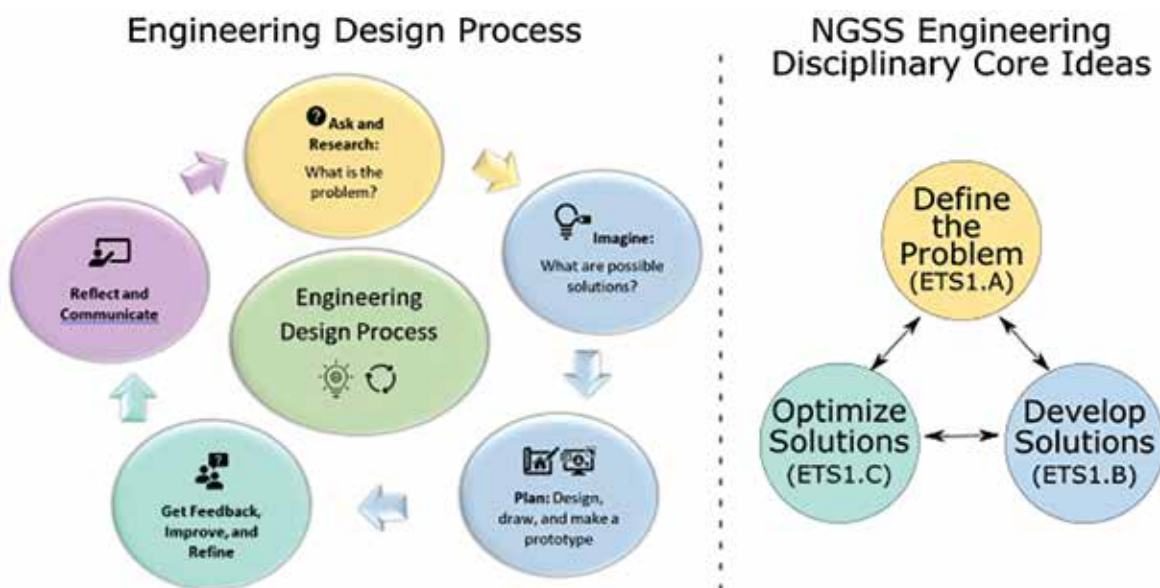 Engineering Design Process
Ask and
Research:
What is the
problem?
Imagine:
What are possible
solutions?
Plan: Design,
draw, and make a
prototype
Get Feedback,
Improve, and
Refine
Reflect and
Communicate
Engineering
Design Process
NGSS Engineering
Disciplinary Core Ideas
Define
the
Problem
(ETS1.A)
Develop
Solutions
(ETS1.B)
Optimize
Solutions
(ETS1.C)